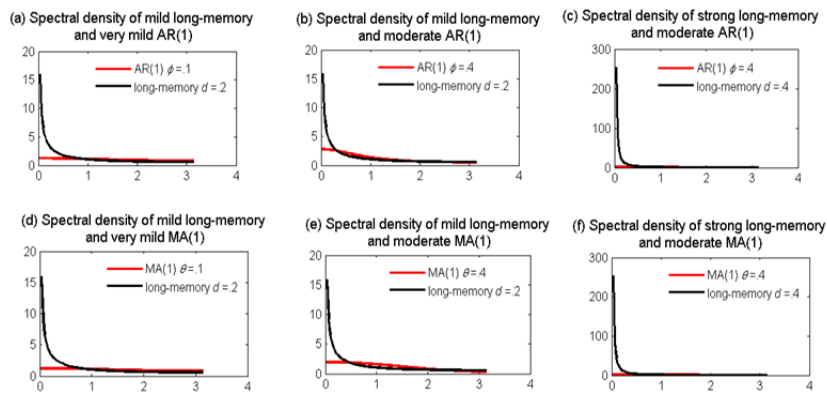 (a) Spectral density of mild long-memory
and very mild AR(1)
20
15
10
5
0
AR(1) ϕ=.1
long-memory d=.2
0 1 2 3 4
(b) Spectral density of mild long-memory
and moderate AR(1)
20
15
10
5
0
AR(1) ϕ=.4
long-memory d=.2
0 1 2 3 4
(c) Spectral density of strong long-memory
and moderate AR(1)
300
200
100
0
AR(1) ϕ=.4
long-memory d=.4
0 1 2 3 4
(d) Spectral density of mild long-memory
and very mild MA(1)
20
15
10
5
0
MA(1) θ=.1
long-memory d=.2
0 1 2 3 4
(e) Spectral density of mild long-memory
and moderate MA(1)
20
15
10
5
0
MA(1) θ=.4
long-memory d=.2
0 1 2 3 4
(f) Spectral density of strong long-memory
and moderate MA(1)
300
200
100
0
MA(1) θ=.4
long-memory d=.4
0 1 2 3 4